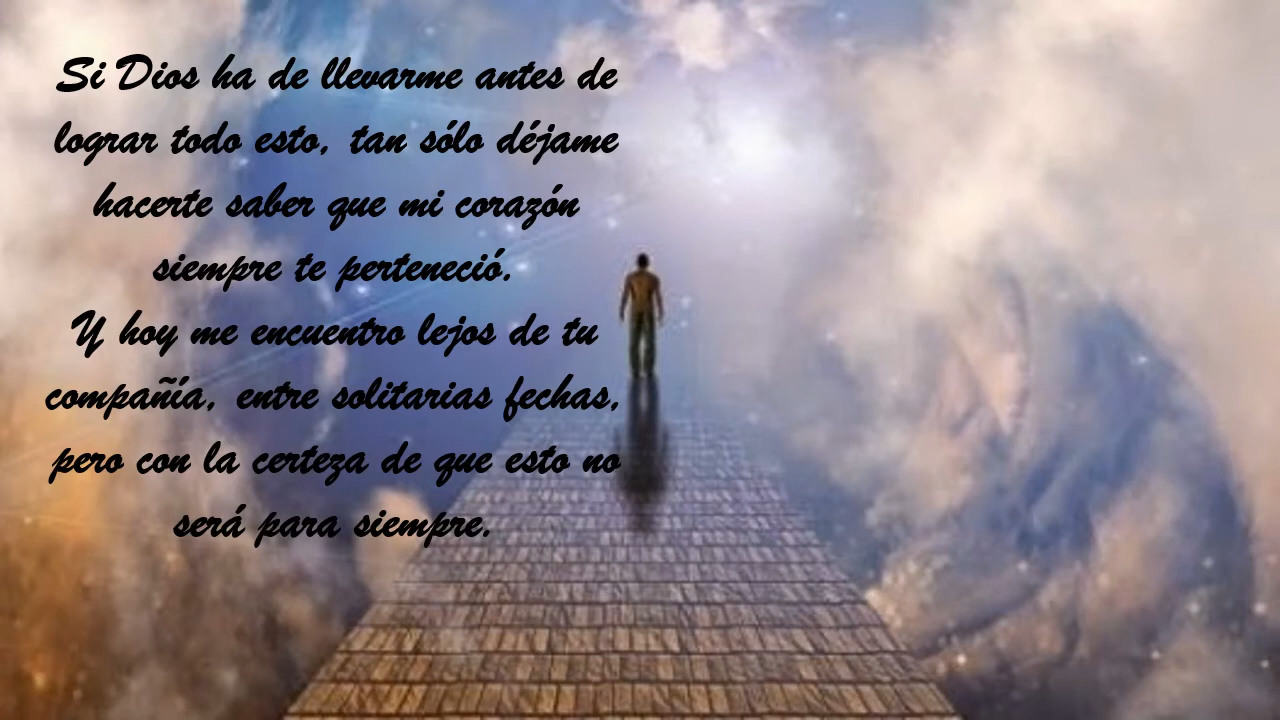 Si Dios ha de llevarme antes de
lograr todo esto, tan sólo déjame
hacerte saber que mi corazón
siempre te perteneció.
Y hoy me encuentro lejos de tu
compañía, entre solitarias fechas,
pero con la certeza de que esto no
será para siempre.